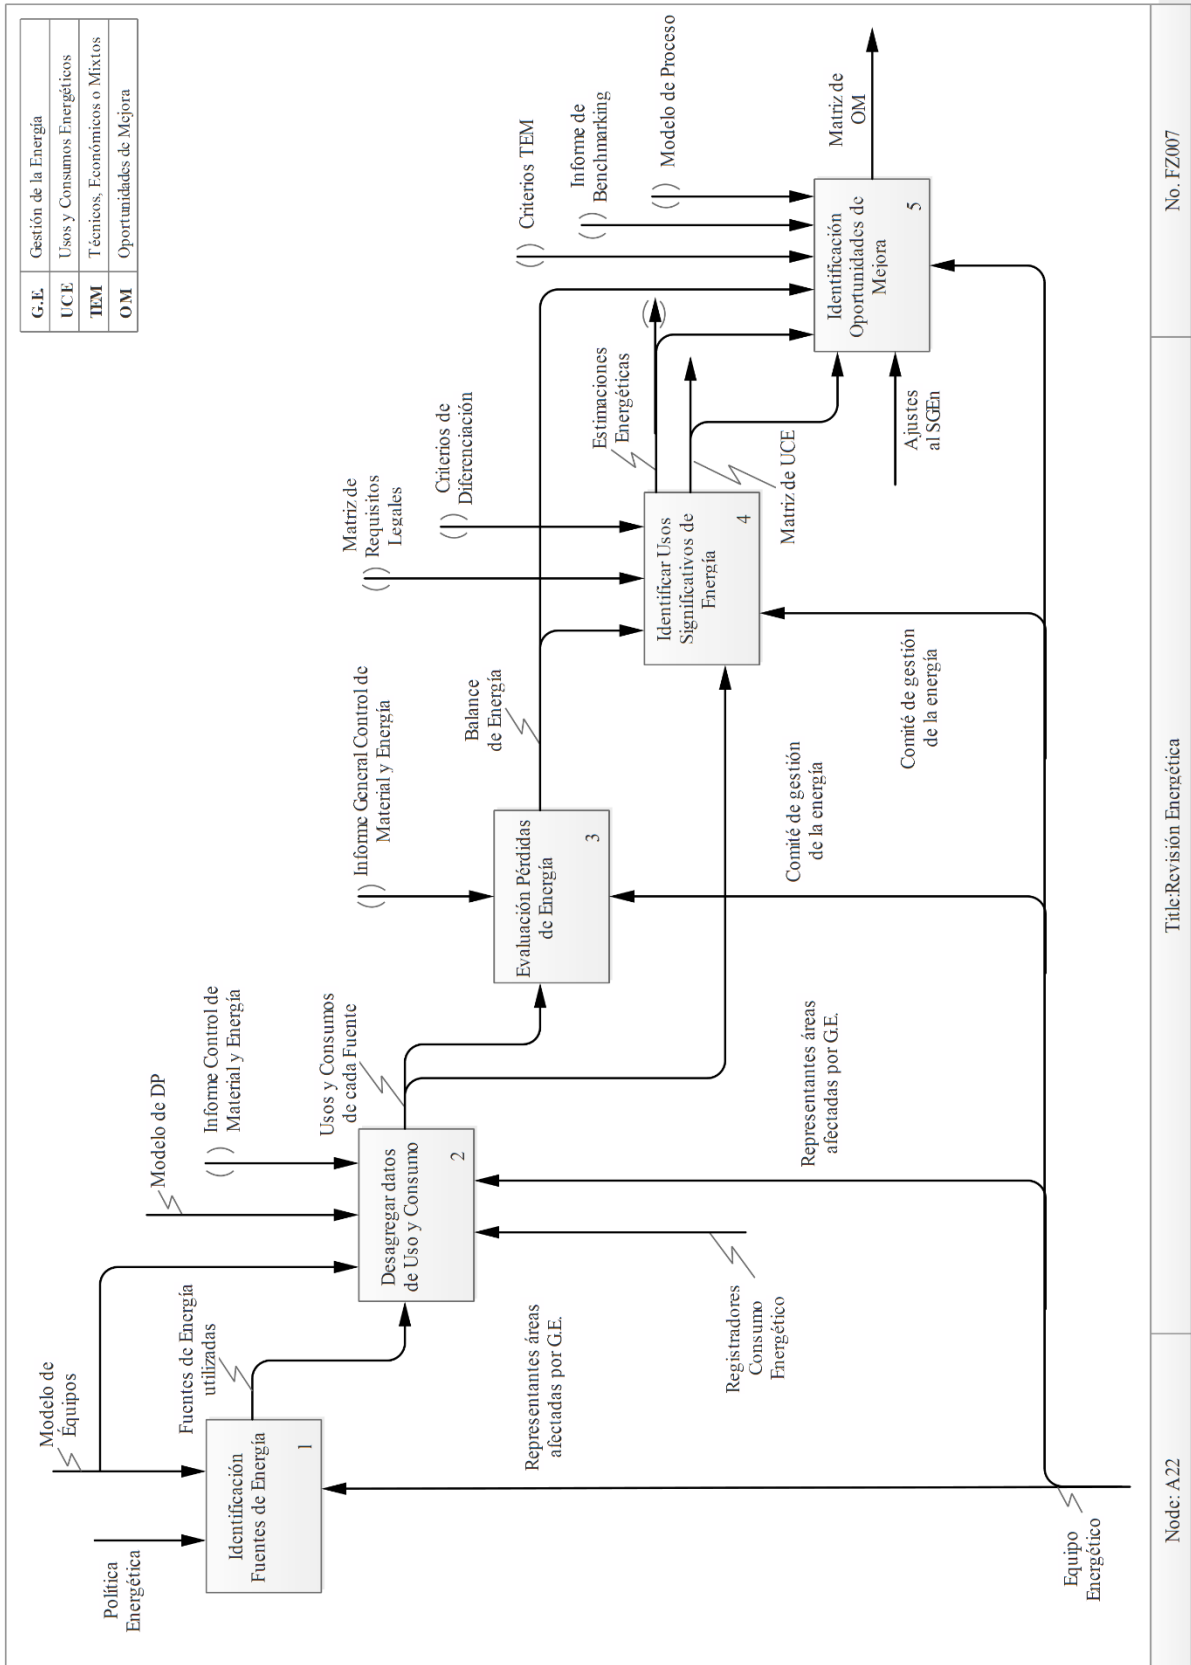 G.E. Gestión de la Energía
UCE Usos y Consumos Energéticos
TEM Técnicos, Económicos o Mixtos
OM Oportunidades de Mejora
Política
Energética
Modelo de
Équipos
Identificación
Fuentes de Energía
1
Fuentes de Energía
utilizadas
Modelo de DP
Informe Control de
Material y Energía
Desagregar datos
de Uso y Consumo
2
Usos y Consumos
de cada Fuente
Informe General Control de
Material y Energía
Evaluación Pérdidas
de Energía
3
Balance
de Energía
Matriz de
Requisitos
Legales
Criterios de
Diferenciación
Identificar Usos
Significativos de
Energía
4
Estimaciones
Energéticas
Matriz de UCE
Criterios TEM
Informe de
Benchmarking
Modelo de Proceso
Identificación
Oportunidades de
Mejora
5
Matriz de
OM
Ajustes
al SGEn
Representantes áreas
afectadas por G.E.
Registradores
Consumo
Energético
Representantes áreas
afectadas por G.E.
Comité de gestión
de la energía
Comité de gestión
de la energía
Equipo
Energético
Node: A22
Title:Revisión Energética
No. FZ007